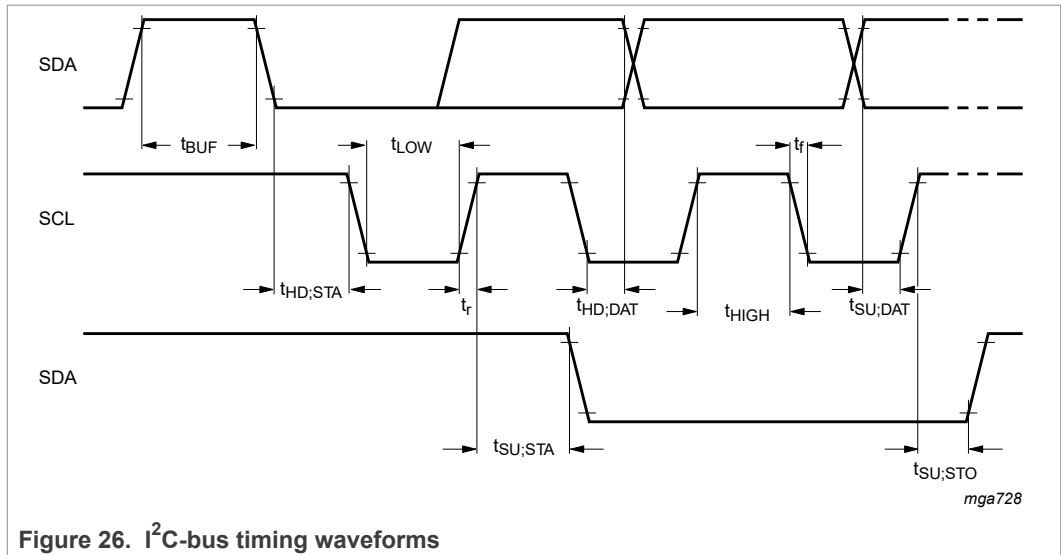 SDA
tBUF
tLOW
tf
SCL
tHD;STA
tr
tHD;DAT
tHIGH
tSU;DAT
SDA
tSU;STA
tSU;STO
mga728
Figure 26. I²C-bus timing waveforms